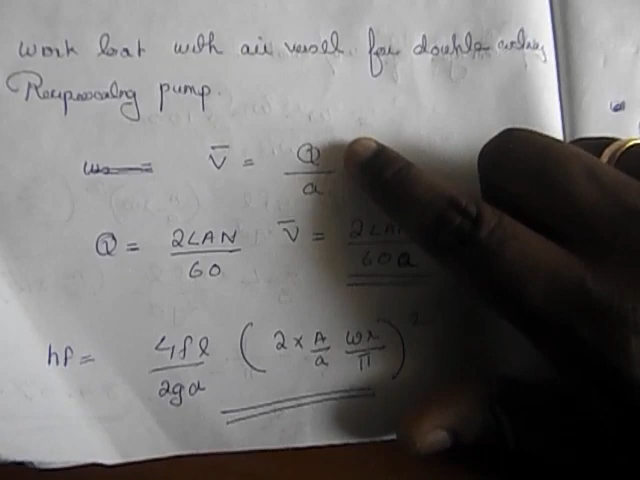 Work lost with air vessel for double acting
Reciprocating pump.
V̄ = Q/a
Q = 2LAN/60 V̄ = 2LAN/60a
hf = 4fl/2gd (2 × A/a ωr/π)²